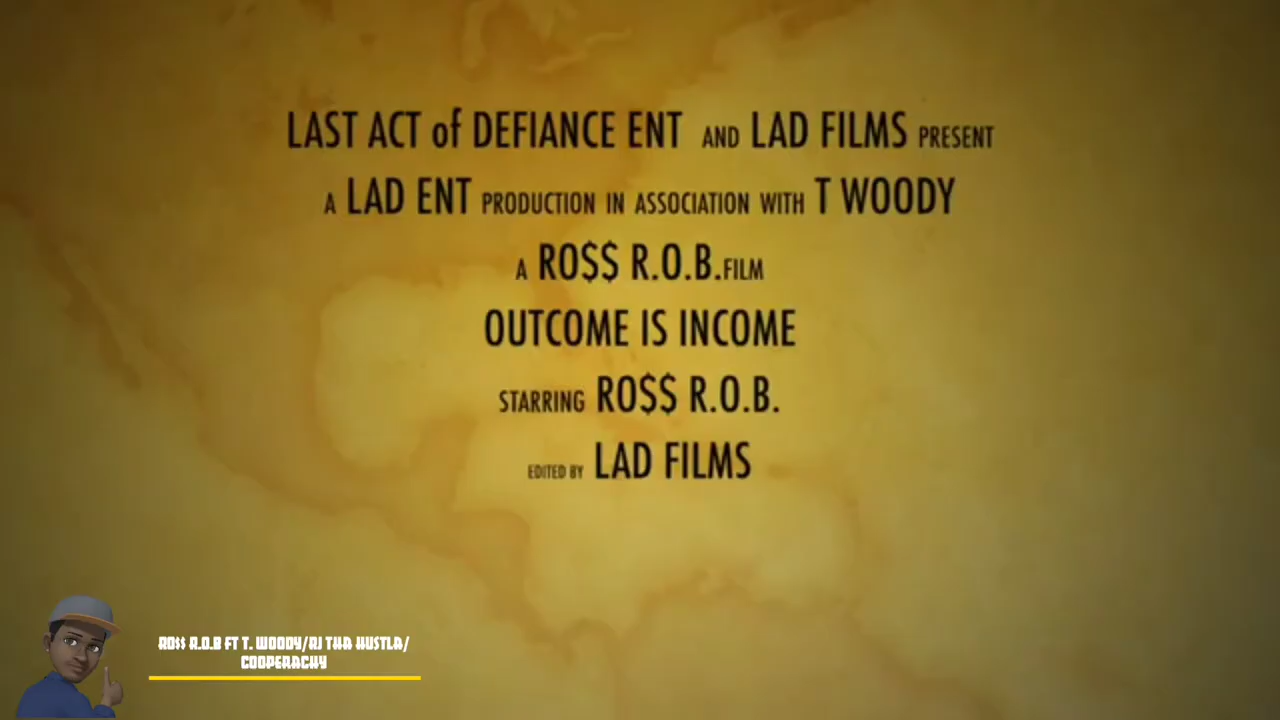 LAST ACT of DEFIANCE ENT AND LAD FILMS PRESENT
A LAD ENT PRODUCTION IN ASSOCIATION WITH T WOODY
A RO$$ R.O.B.FILM
OUTCOME IS INCOME
STARRING RO$$ R.O.B.
EDITED BY LAD FILMS
RO$$ R.O.B FT T. WOODY/RJ THA HUSTLA/
COOPERACHY